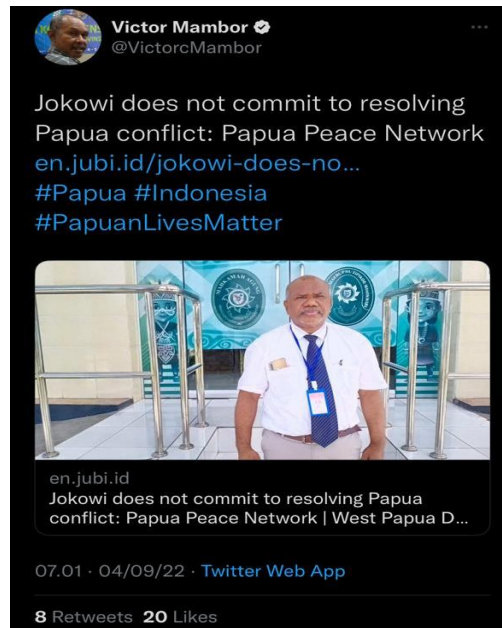 Victor Mambor
@VictorcMambor
Jokowi does not commit to resolving
Papua conflict: Papua Peace Network
en.jubi.id/jokowi-does-no...
#Papua #Indonesia
#PapuanLivesMatter
en.jubi.id
Jokowi does not commit to resolving Papua
conflict: Papua Peace Network | West Papua D...
07.01 · 04/09/22 · Twitter Web App
8 Retweets 20 Likes